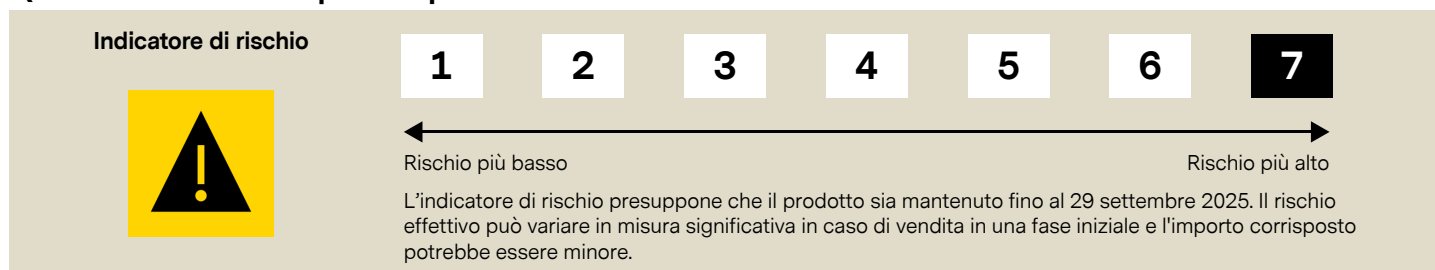 Indicatore di rischio
1 2 3 4 5 6 7
Rischio più basso Rischio più alto
L'indicatore di rischio presuppone che il prodotto sia mantenuto fino al 29 settembre 2025. Il rischio
effettivo può variare in misura significativa in caso di vendita in una fase iniziale e l'importo corrisposto
potrebbe essere minore.